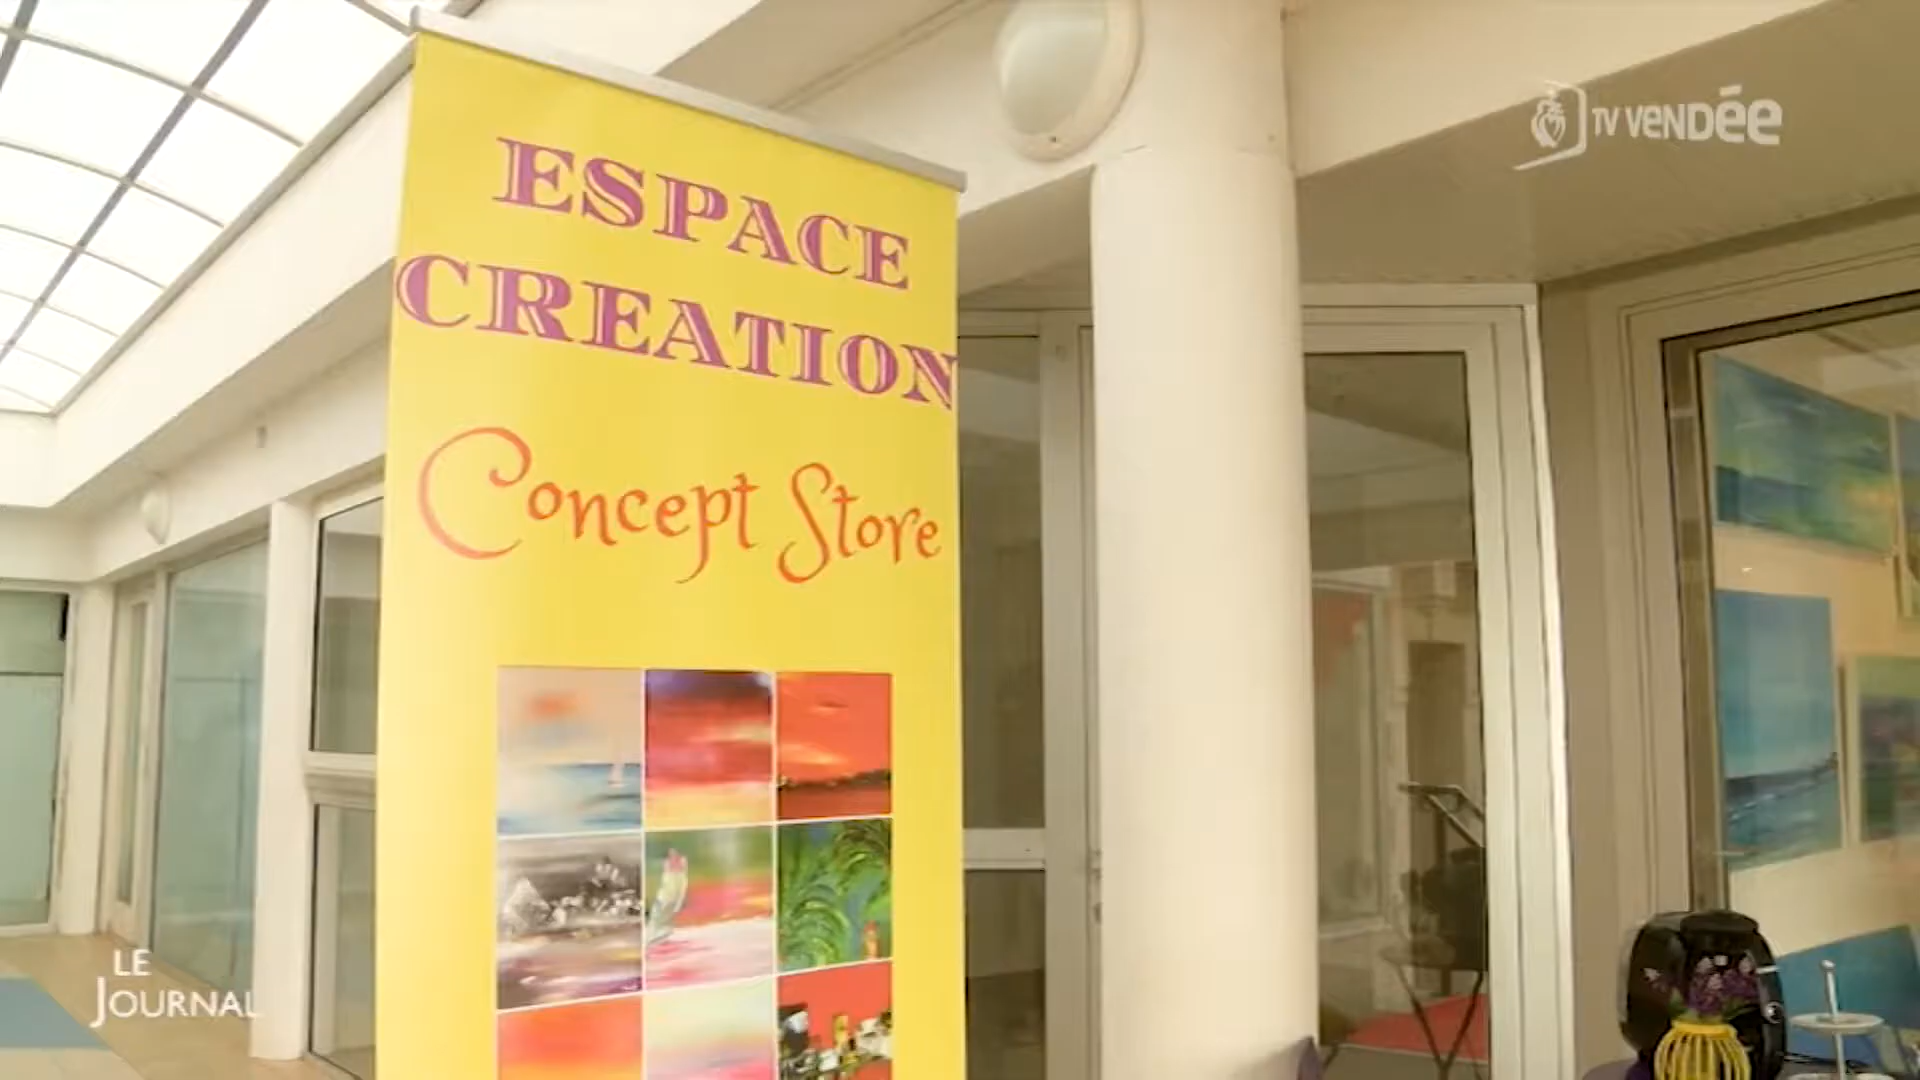 TV VENDÉE
ESPACE
CREATION
Concept Store
LE
JOURNAL